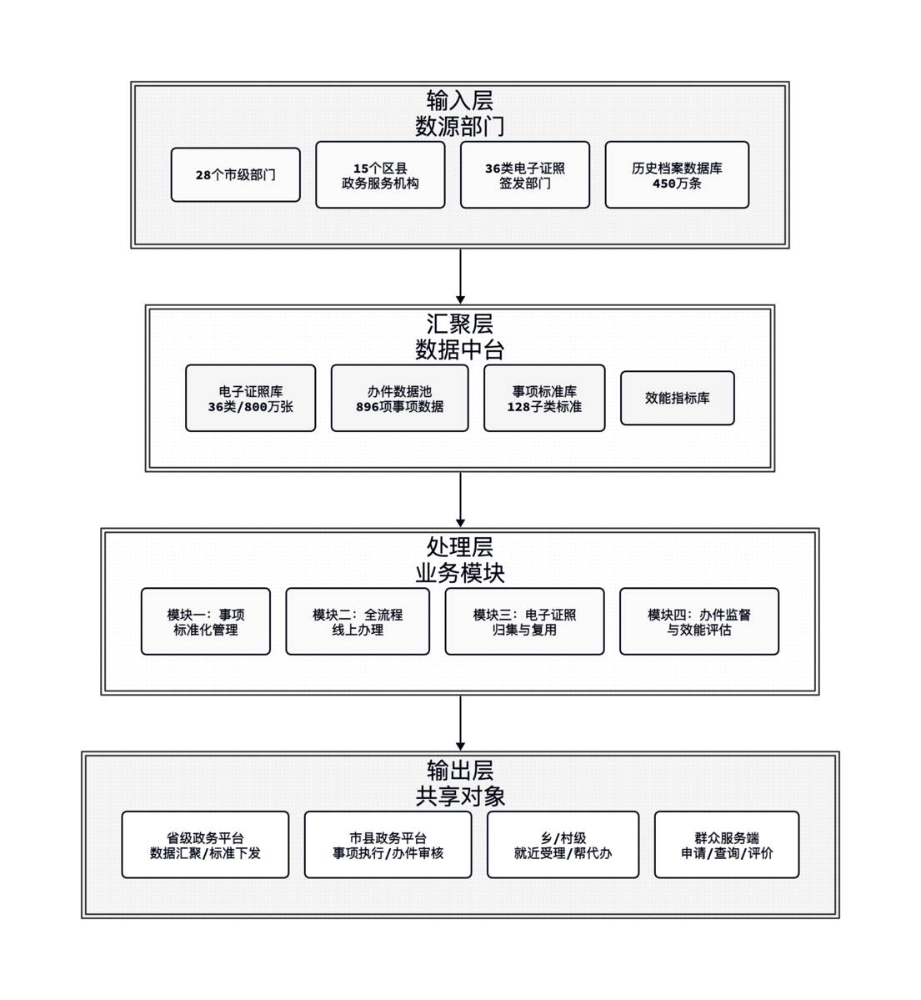 输入层
数源部门
28个市级部门
15个区县
政务服务机构
36类电子证照
签发部门
历史档案数据库
450万条
汇聚层
数据中台
电子证照库
36类/800万张
办件数据池
896项事项数据
事项标准库
128子类标准
效能指标库
处理层
业务模块
模块一：事项
标准化管理
模块二：全流程
线上办理
模块三：电子证照
归集与复用
模块四：办件监督
与效能评估
输出层
共享对象
省级政务平台
数据汇聚/标准下发
市县政务平台
事项执行/办件审核
乡/村级
就近受理/帮代办
群众服务端
申请/查询/评价